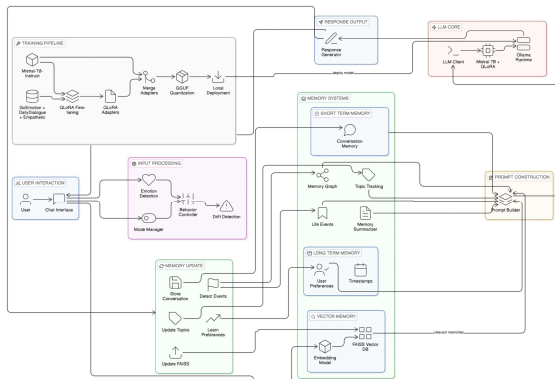 TRAINING PIPELINE
Mistral-7B-
Instruct
GoEmotion +
DailyDialogue
+ Empathetic
QLoRA Fine-
tuning
QLoRA
Adapters
Merge
Adapters
GGUF
Quantization
Local
Deployment
RESPONSE OUTPUT
Response
Generator
LLM CORE
LLM Client
Mistral 7B +
QLoRA
Ollama
Runtime
deploy model
MEMORY SYSTEMS
SHORT TERM MEMORY
Conversation
Memory
Memory Graph
Topic Tracking
Life Events
Memory
Summarizer
LONG TERM MEMORY
User
Preferences
Timestamps
VECTOR MEMORY
Embedding
Model
FAISS Vector
DB
relevant memories
PROMPT CONSTRUCTION
Prompt Builder
USER INTERACTION
User
Chat Interface
INPUT PROCESSING
Emotion
Detection
Mode Manager
Behavior
Controller
Drift Detection
MEMORY UPDATE
Store
Conversation
Detect Events
Update Topics
Learn
Preferences
Update FAISS